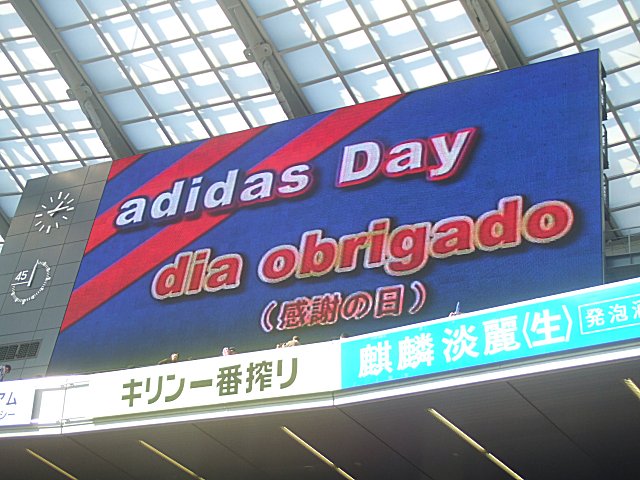 adidas Day
dia obrigado
(感謝の日)
45
キリン一番搾り
麒麟淡麗〈生〉
発泡